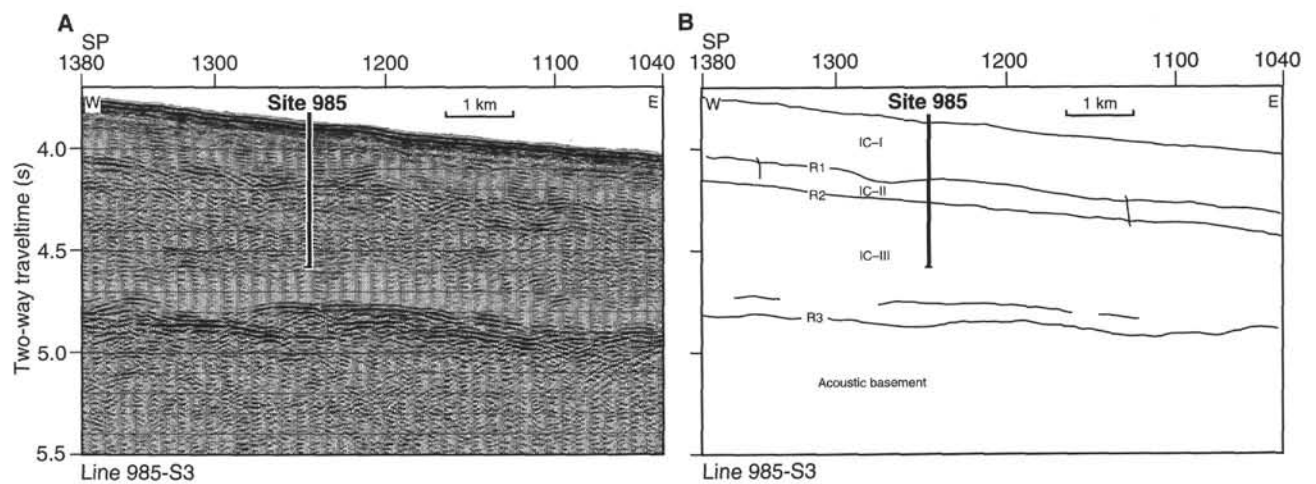 A
SP
1380 1300 1200 1100 1040
W Site 985 1 km E
4.0
4.5
5.0
5.5
Two-way traveltime (s)
Line 985-S3
B
SP
1380 1300 1200 1100 1040
W Site 985 1 km E
IC–I
R1
IC–II
R2
IC–III
R3
Acoustic basement
Line 985-S3